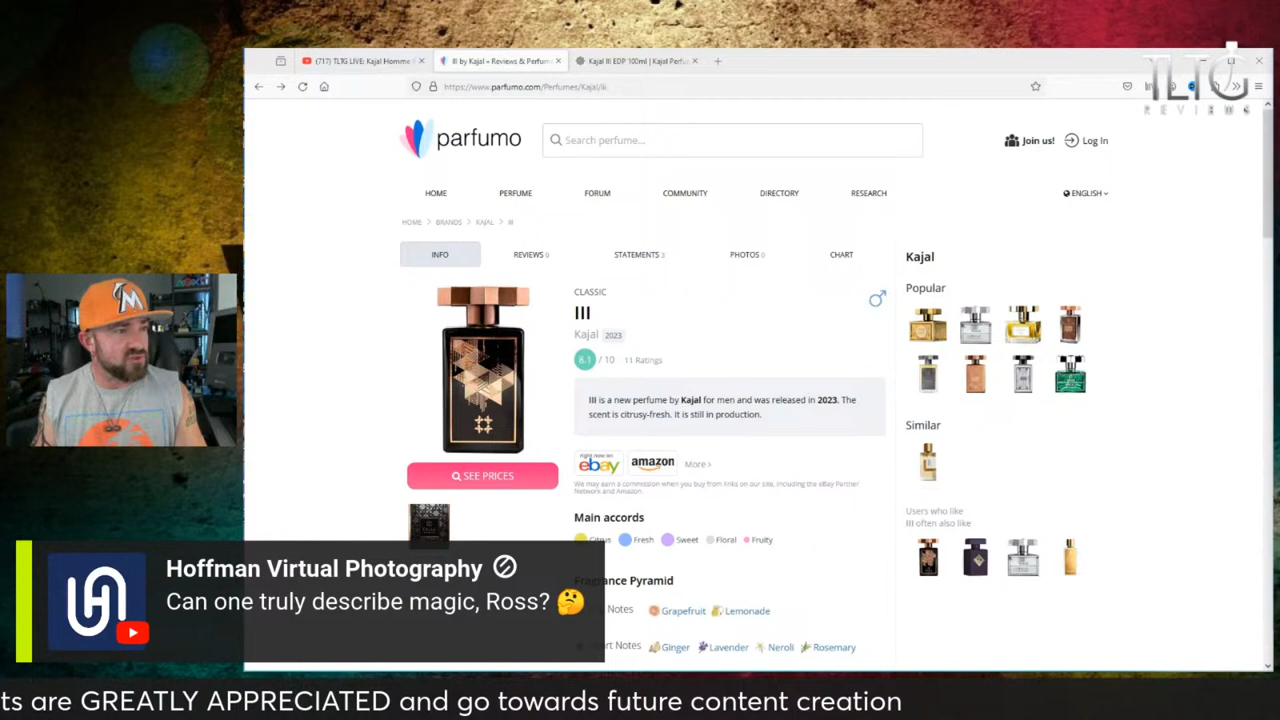 (717) TLTG LIVE: Kajal Homme
III by Kajal » Reviews & Perfume
Kajal III EDP 100ml | Kajal Perfu
TLTG
REVIEWS
https://www.parfumo.com/Perfumes/Kajal/iii
parfumo
Search perfume...
Join us!
Log In
HOME
PERFUME
FORUM
COMMUNITY
DIRECTORY
RESEARCH
ENGLISH
HOME > BRANDS > KAJAL > III
INFO
REVIEWS 0
STATEMENTS 3
PHOTOS 0
CHART
CLASSIC
III
Kajal 2023
8.1 / 10 11 Ratings
III is a new perfume by Kajal for men and was released in 2023. The
scent is citrusy-fresh. It is still in production.
SEE PRICES
right now on
ebay
amazon
More >
We may earn a commission when you buy from links on our site, including the eBay Partner
Network and Amazon.
Main accords
Citrus
Fresh
Sweet
Floral
Fruity
Fragrance Pyramid
Notes
Grapefruit
Lemonade
Notes
Ginger
Lavender
Neroli
Rosemary
Kajal
Popular
Similar
Users who like
III often also like
Hoffman Virtual Photography
Can one truly describe magic, Ross? 🤔
ts are GREATLY APPRECIATED and go towards future content creation